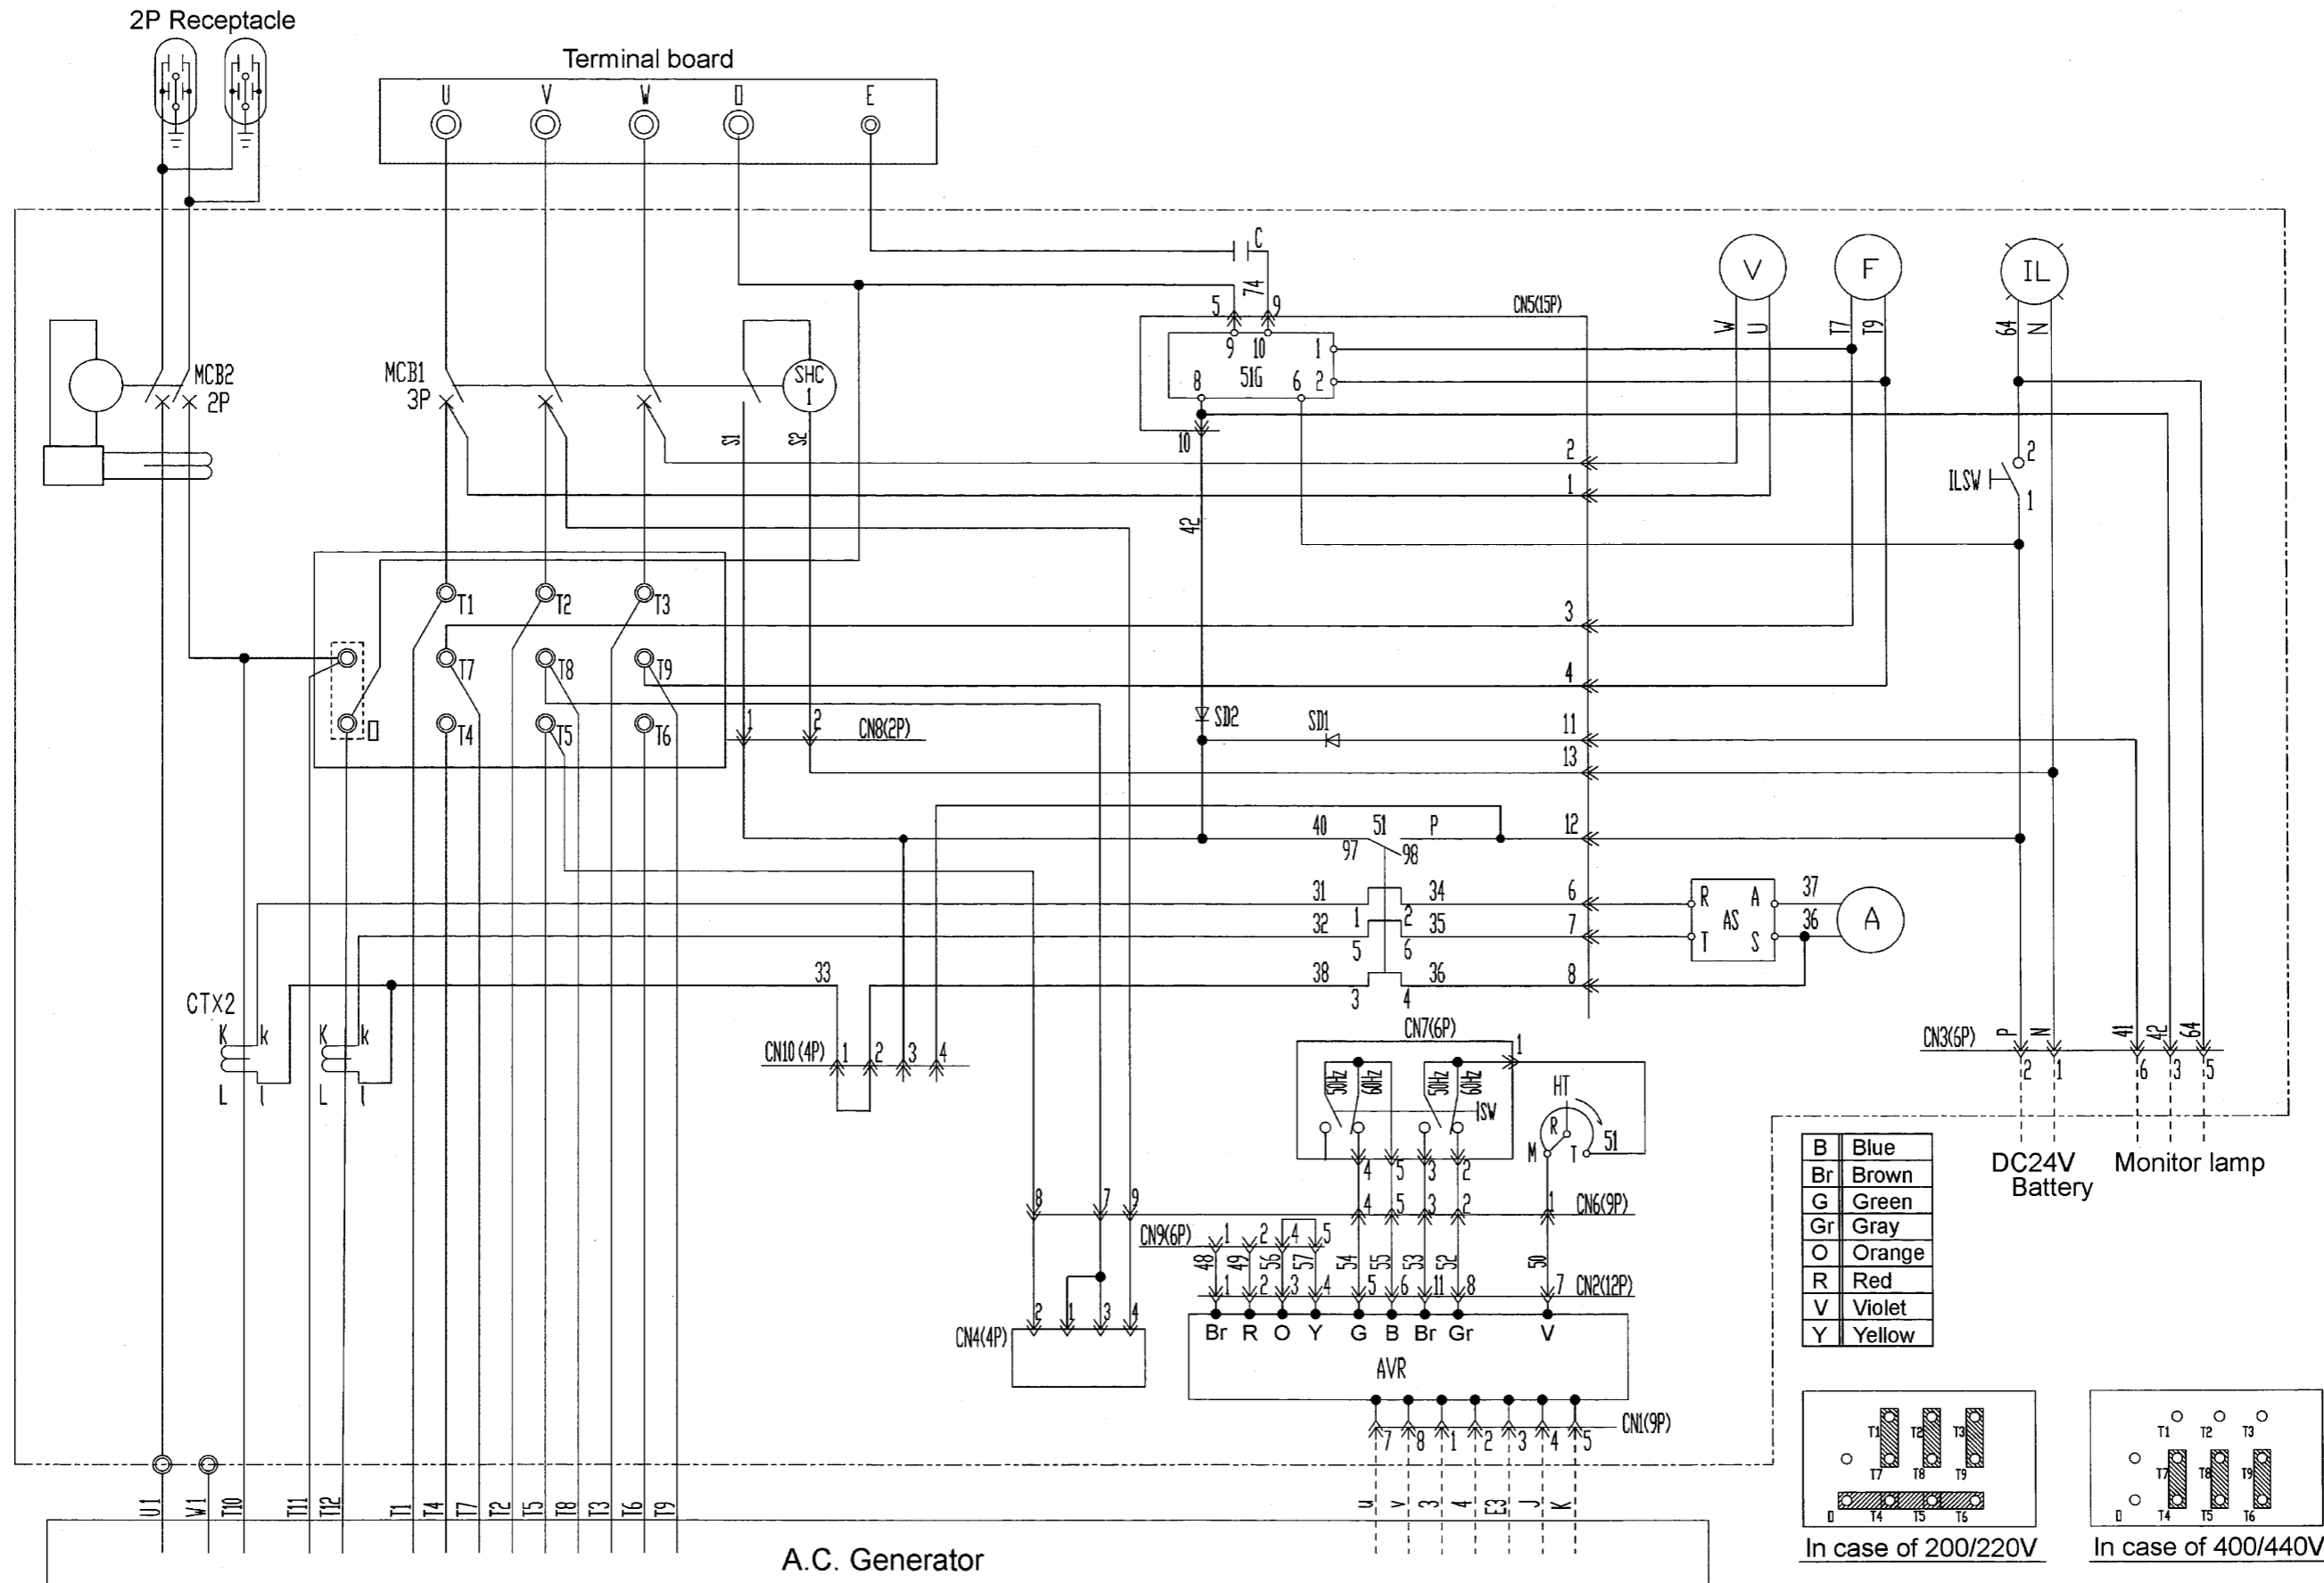 2P Receptacle
Terminal board
U V W O E
C
74
5 9
CN5(15P)
V F IL
W U T7 T9 64 N
9 10 1
51G
8 6 2
10
MCB2
2P
MCB1
3P
SHC
1
S1 S2
2
1
42
ILSW
2
1
T1 T2 T3
3
T7 T8 T9
4
O T4 T5 T6
1 2 CN8(2P)
SD2 SD1 11
13
40 51 P 12
97 98
31 34 6
1 2
32 35 7
5 6
33 38 36 8
3 4
R A 37
AS
T S 36
A
CTX2
K k K k
L l L l
CN10(4P) 1 2 3 4
CN7(6P) 1
50Hz 60Hz 50Hz 60Hz
ISW
HT
R
M T 51
4 5 3 2
8 7 9 4 5 3 2 1 CN6(9P)
CN9(6P) 1 2 4 5
48 49 56 57 54 55 53 52 50
1 2 3 4 5 6 11 8 7 CN2(12P)
Br R O Y G B Br Gr V
AVR
CN4(4P) 2 1 3 4
7 8 1 2 3 4 5 CN1(9P)
u v 3 4 E3 J K
CN3(6P) P N 41 42 64
2 1 6 3 5
DC24V
Battery
Monitor lamp
B Blue
Br Brown
G Green
Gr Gray
O Orange
R Red
V Violet
Y Yellow
U1 W1 T10 T11 T12 T1 T4 T7 T2 T5 T8 T3 T6 T9
A.C. Generator
T1 T2 T3
T7 T8 T9
O T4 T5 T6
In case of 200/220V
T1 T2 T3
T7 T8 T9
O T4 T5 T6
In case of 400/440V